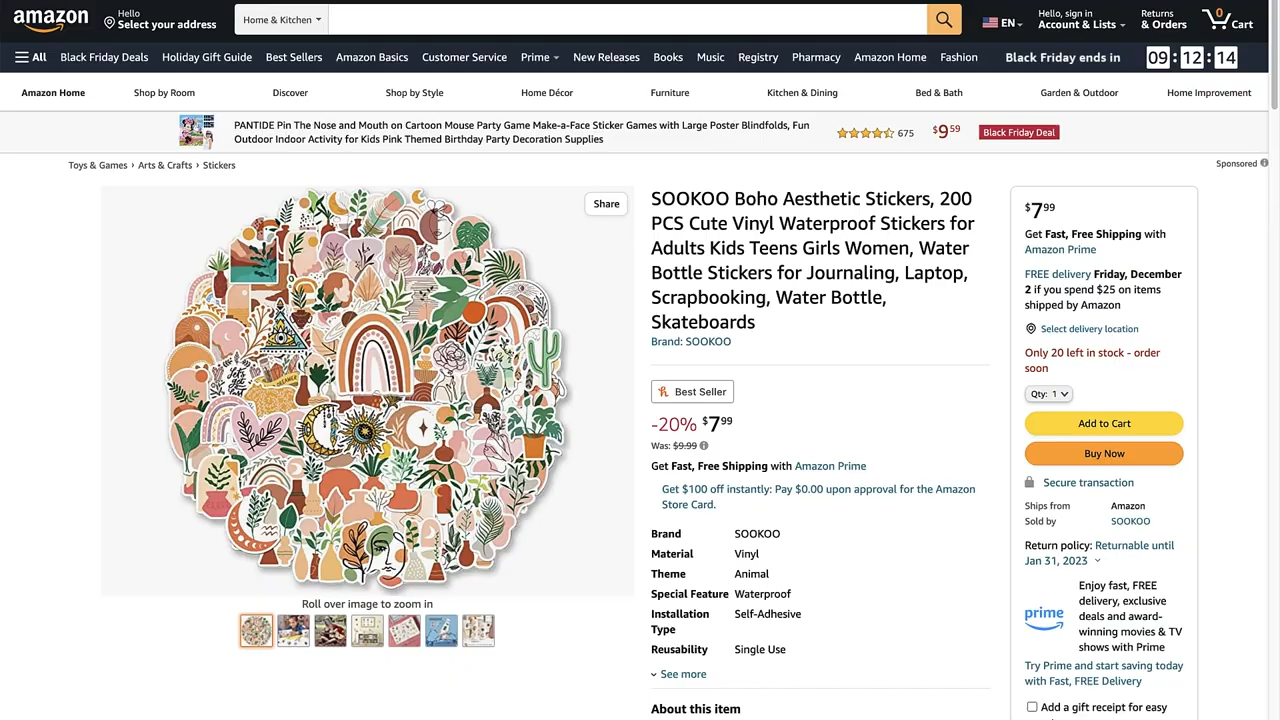 amazon
Hello
Select your address
Home & Kitchen
EN
Hello, sign in
Account & Lists
Returns
& Orders
0
Cart
All
Black Friday Deals
Holiday Gift Guide
Best Sellers
Amazon Basics
Customer Service
Prime
New Releases
Books
Music
Registry
Pharmacy
Amazon Home
Fashion
Black Friday ends in
09 : 12 : 14
Amazon Home
Shop by Room
Discover
Shop by Style
Home Décor
Furniture
Kitchen & Dining
Bed & Bath
Garden & Outdoor
Home Improvement
PANTIDE Pin The Nose and Mouth on Cartoon Mouse Party Game Make-a-Face Sticker Games with Large Poster Blindfolds, Fun
Outdoor Indoor Activity for Kids Pink Themed Birthday Party Decoration Supplies
675
$9 59
Black Friday Deal
Toys & Games › Arts & Crafts › Stickers
Sponsored
Share
Roll over image to zoom in
SOOKOO Boho Aesthetic Stickers, 200
PCS Cute Vinyl Waterproof Stickers for
Adults Kids Teens Girls Women, Water
Bottle Stickers for Journaling, Laptop,
Scrapbooking, Water Bottle,
Skateboards
Brand: SOOKOO
Best Seller
-20% $7 99
Was: $9.99
Get Fast, Free Shipping with Amazon Prime
Get $100 off instantly: Pay $0.00 upon approval for the Amazon
Store Card.
Brand SOOKOO
Material Vinyl
Theme Animal
Special Feature Waterproof
Installation Self-Adhesive
Type
Reusability Single Use
See more
About this item
$7 99
Get Fast, Free Shipping with
Amazon Prime
FREE delivery Friday, December
2 if you spend $25 on items
shipped by Amazon
Select delivery location
Only 20 left in stock - order
soon
Qty: 1
Add to Cart
Buy Now
Secure transaction
Ships from Amazon
Sold by SOOKOO
Return policy: Returnable until
Jan 31, 2023
prime
Enjoy fast, FREE
delivery, exclusive
deals and award-
winning movies & TV
shows with Prime
Try Prime and start saving today
with Fast, FREE Delivery
Add a gift receipt for easy